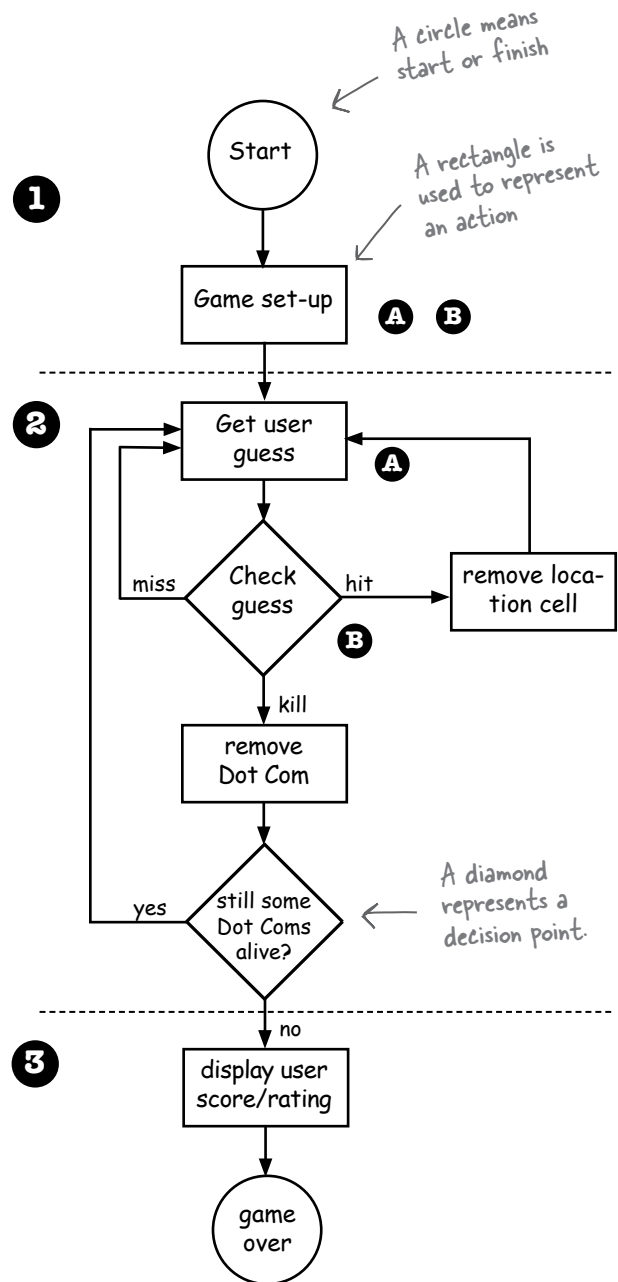 A circle means
start or finish
Start
A rectangle is
used to represent
an action
1
Game set-up
A B
2
Get user
guess
A
miss
Check
guess
hit
remove loca-
tion cell
B
kill
remove
Dot Com
yes
still some
Dot Coms
alive?
A diamond
represents a
decision point.
no
3
display user
score/rating
game
over